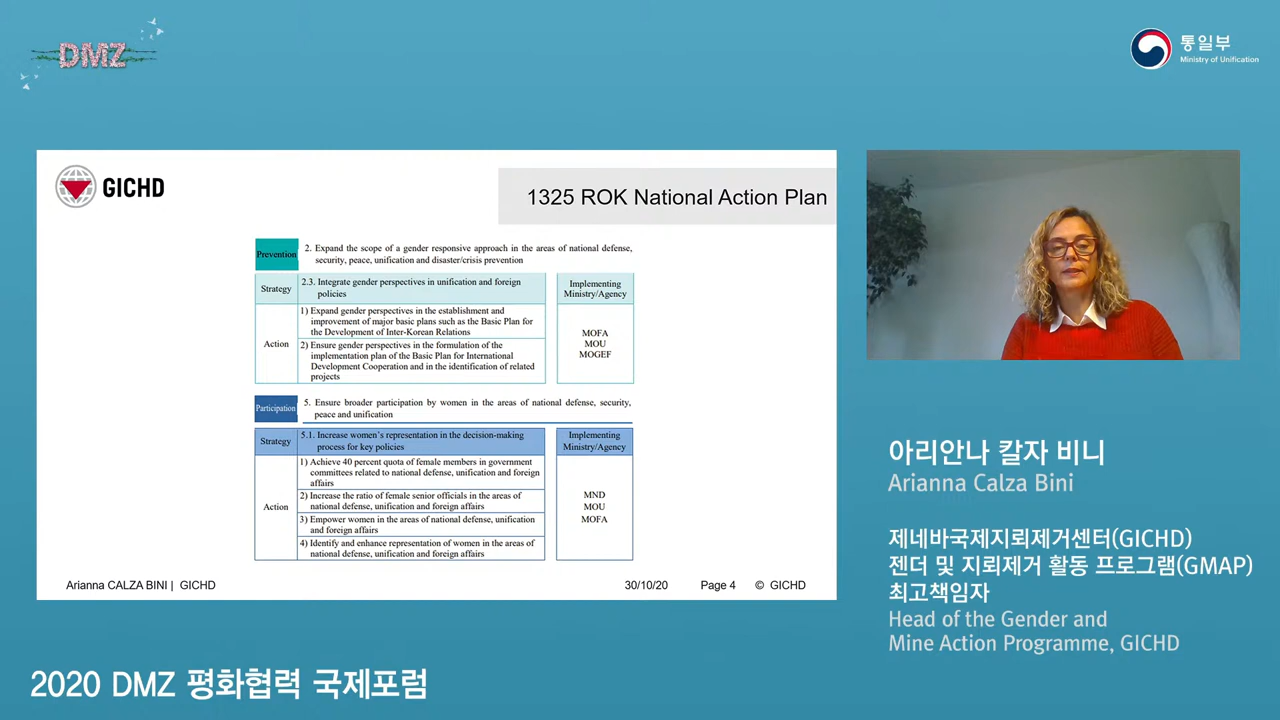 DMZ
통일부
Ministry of Unification
GICHD
1325 ROK National Action Plan
Prevention
2. Expand the scope of a gender responsive approach in the areas of national defense,
security, peace, unification and disaster/crisis prevention
Strategy
2.3. Integrate gender perspectives in unification and foreign
policies
Implementing
Ministry/Agency
Action
1) Expand gender perspectives in the establishment and
improvement of major basic plans such as the Basic Plan for
the Development of Inter-Korean Relations
2) Ensure gender perspectives in the formulation of the
implementation plan of the Basic Plan for International
Development Cooperation and in the identification of related
projects
MOFA
MOU
MOGEF
Participation
5. Ensure broader participation by women in the areas of national defense, security,
peace and unification
Strategy
5.1. Increase women's representation in the decision-making
process for key policies
Implementing
Ministry/Agency
Action
1) Achieve 40 percent quota of female members in government
committees related to national defense, unification and foreign
affairs
2) Increase the ratio of female senior officials in the areas of
national defense, unification and foreign affairs
3) Empower women in the areas of national defense, unification
and foreign affairs
4) Identify and enhance representation of women in the areas of
national defense, unification and foreign affairs
MND
MOU
MOFA
Arianna CALZA BINI | GICHD
30/10/20
Page 4
© GICHD
아리안나 칼자 비니
Arianna Calza Bini
제네바국제지뢰제거센터(GICHD)
젠더 및 지뢰제거 활동 프로그램(GMAP)
최고책임자
Head of the Gender and
Mine Action Programme, GICHD
2020 DMZ 평화협력 국제포럼